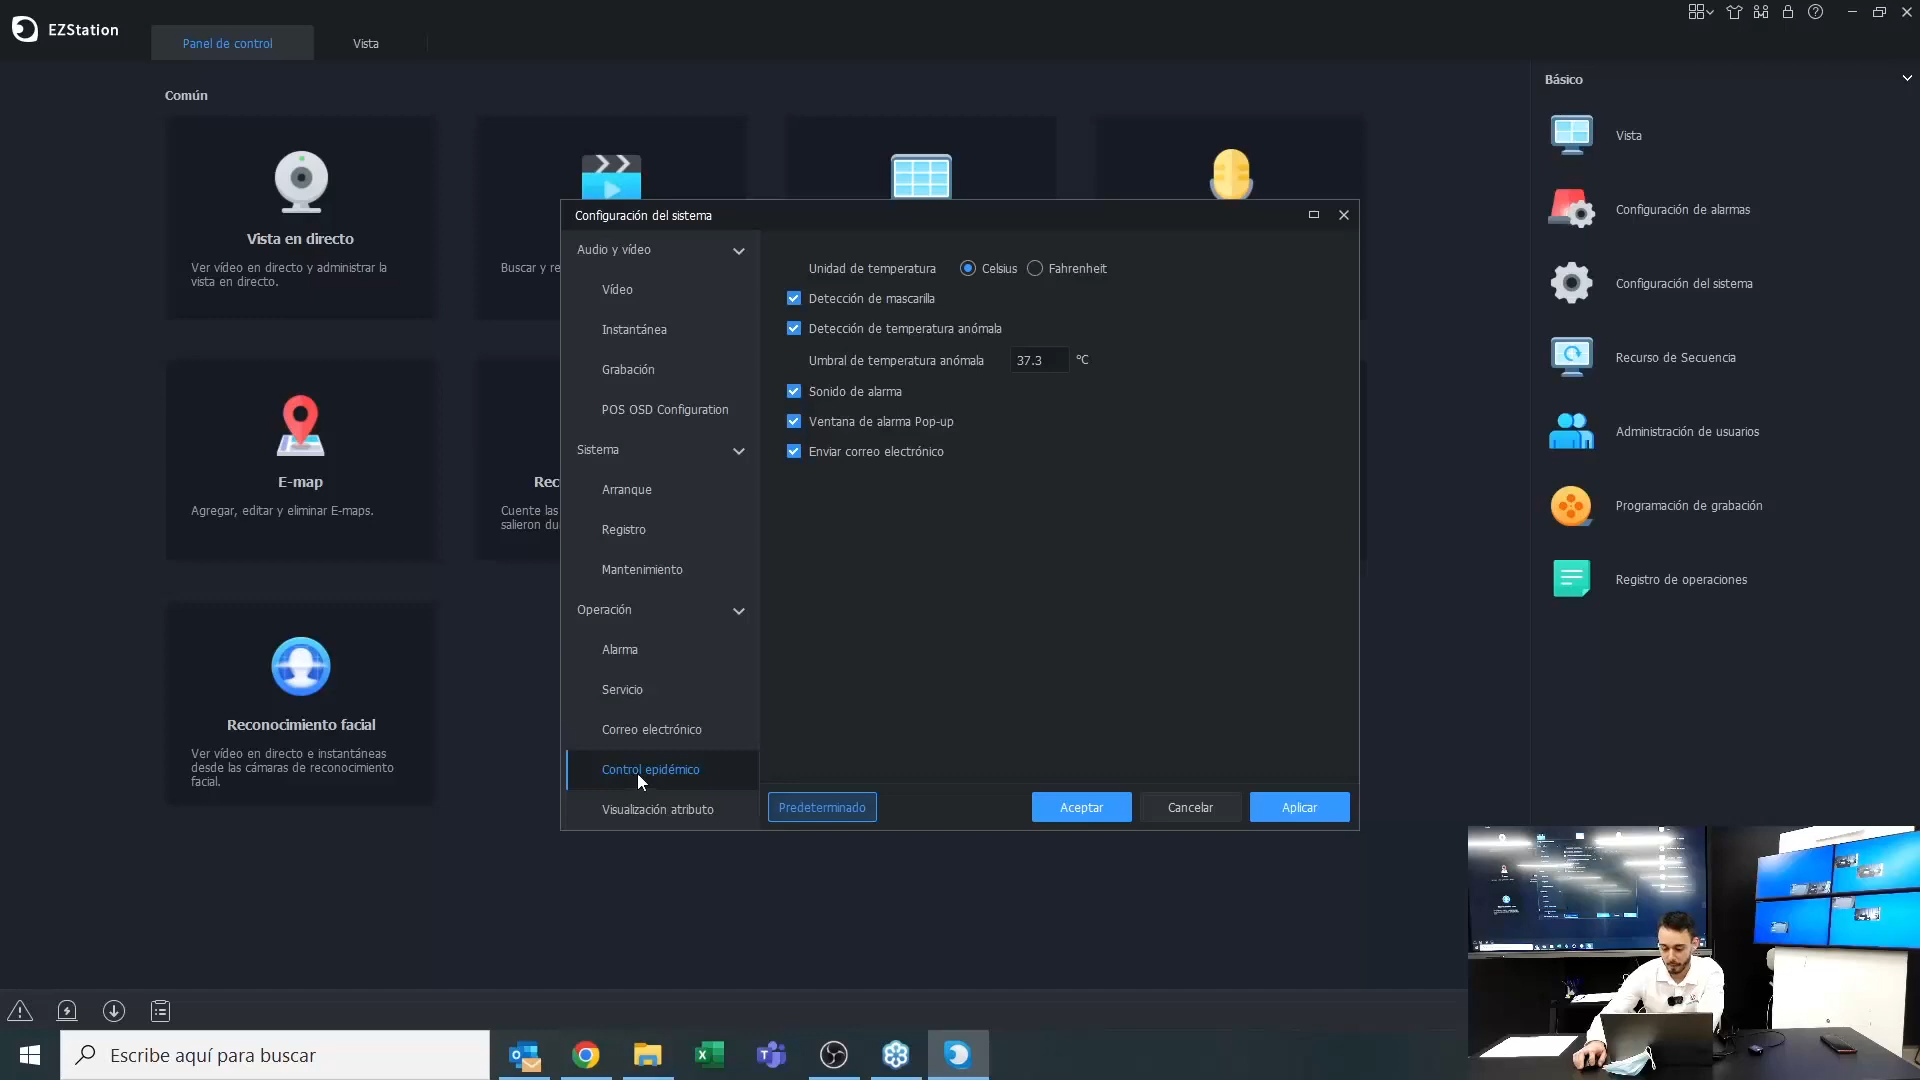 EZStation
Panel de control
Vista
Común
Vista en directo
Ver vídeo en directo y administrar la
vista en directo.
Buscar y re
E-map
Agregar, editar y eliminar E-maps.
Rec
Cuente las
salieron du
Reconocimiento facial
Ver vídeo en directo e instantáneas
desde las cámaras de reconocimiento
facial.
Configuración del sistema
Audio y vídeo
Vídeo
Instantánea
Grabación
POS OSD Configuration
Sistema
Arranque
Registro
Mantenimiento
Operación
Alarma
Servicio
Correo electrónico
Control epidémico
Visualización atributo
Unidad de temperatura
Celsius
Fahrenheit
Detección de mascarilla
Detección de temperatura anómala
Umbral de temperatura anómala
37.3
℃
Sonido de alarma
Ventana de alarma Pop-up
Enviar correo electrónico
Predeterminado
Aceptar
Cancelar
Aplicar
Básico
Vista
Configuración de alarmas
Configuración del sistema
Recurso de Secuencia
Administración de usuarios
Programación de grabación
Registro de operaciones
Escribe aquí para buscar